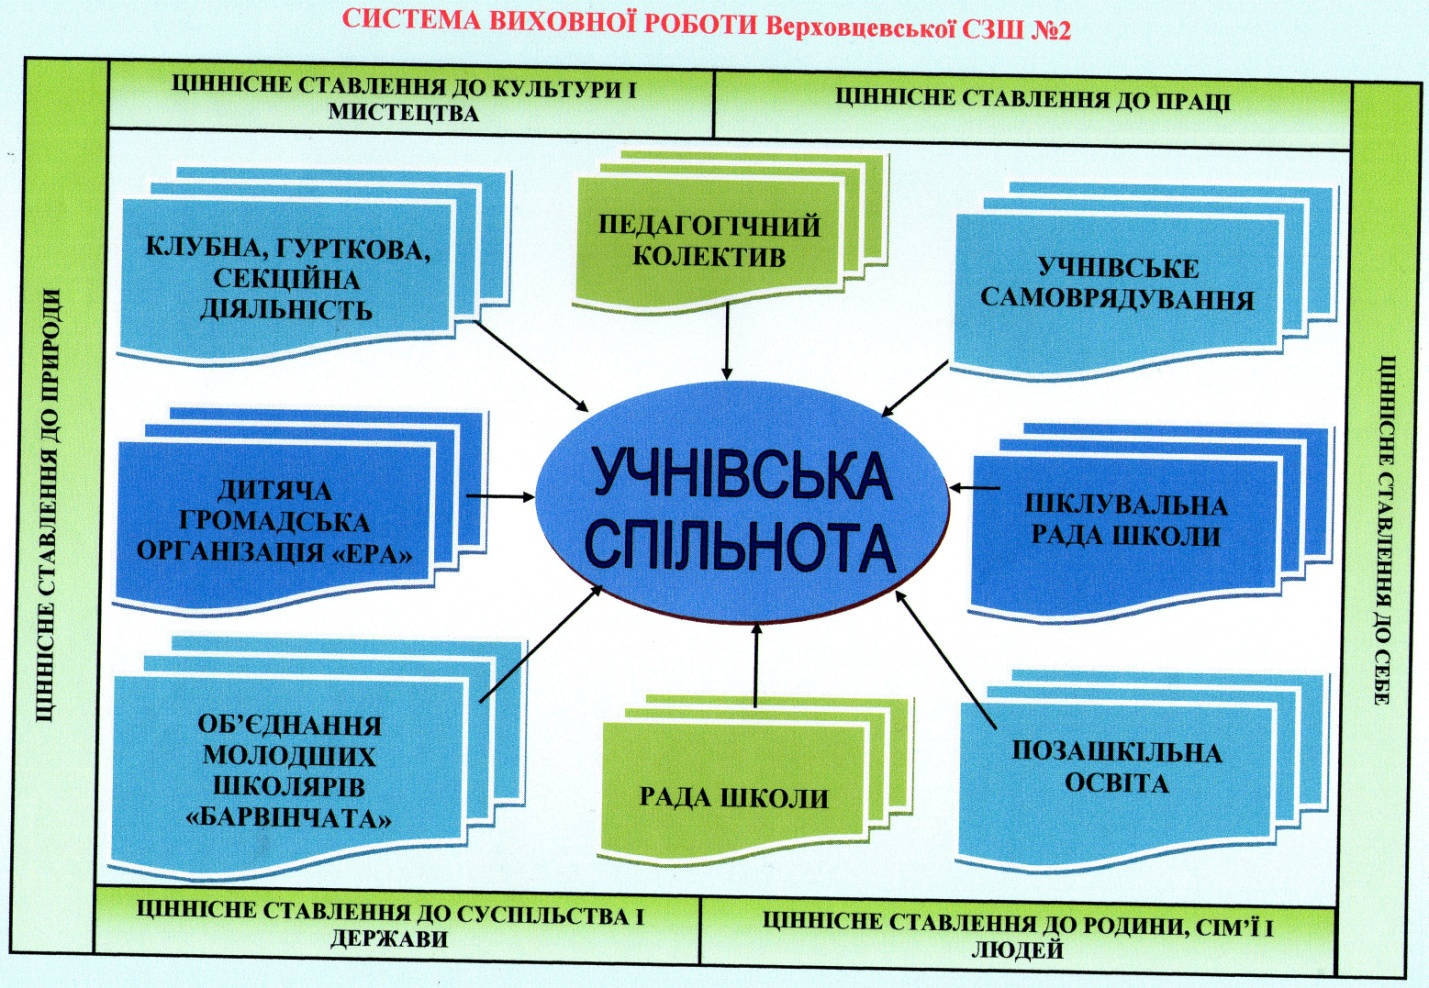 СИСТЕМА ВИХОВНОЇ РОБОТИ Верховцевської СЗШ №2
ЦІННІСНЕ СТАВЛЕННЯ ДО КУЛЬТУРИ І
МИСТЕЦТВА
ЦІННІСНЕ СТАВЛЕННЯ ДО ПРАЦІ
ЦІННІСНЕ СТАВЛЕННЯ ДО ПРИРОДИ
КЛУБНА, ГУРТКОВА,
СЕКЦІЙНА
ДІЯЛЬНІСТЬ
ПЕДАГОГІЧНИЙ
КОЛЕКТИВ
УЧНІВСЬКЕ
САМОВРЯДУВАННЯ
ДИТЯЧА
ГРОМАДСЬКА
ОРГАНІЗАЦІЯ «ЕРА»
УЧНІВСЬКА
СПІЛЬНОТА
ПІКЛУВАЛЬНА
РАДА ШКОЛИ
ОБ’ЄДНАННЯ
МОЛОДШИХ
ШКОЛЯРІВ
«БАРВІНЧАТА»
РАДА ШКОЛИ
ПОЗАШКІЛЬНА
ОСВІТА
ЦІННІСНЕ СТАВЛЕННЯ ДО СЕБЕ
ЦІННІСНЕ СТАВЛЕННЯ ДО СУСПІЛЬСТВА І
ДЕРЖАВИ
ЦІННІСНЕ СТАВЛЕННЯ ДО РОДИНИ, СІМ’Ї І
ЛЮДЕЙ